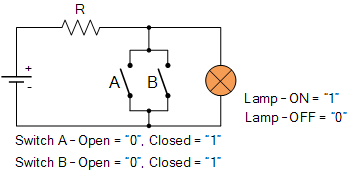 R
+
-
A
B
Lamp – ON = "1"
Lamp – OFF = "0"
Switch A – Open = "0", Closed = "1"
Switch B – Open = "0", Closed = "1"